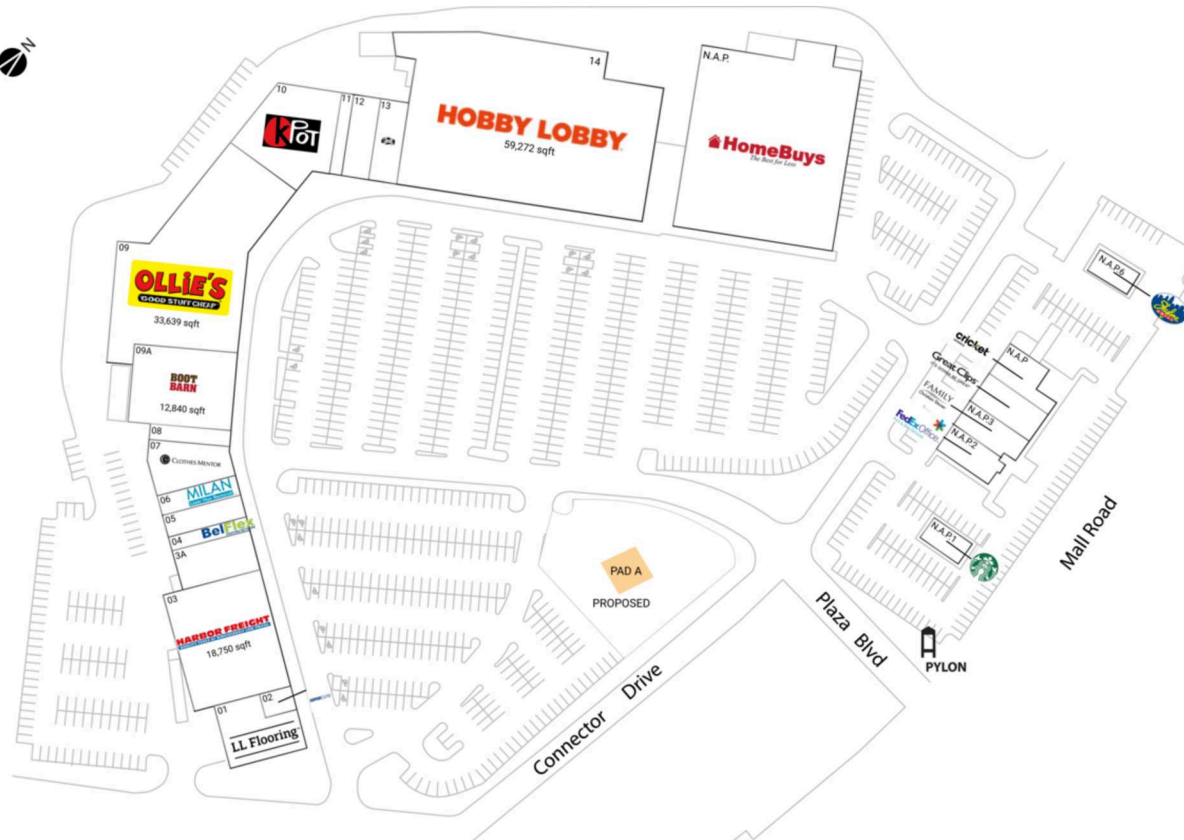 N
14
HOBBY LOBBY
59,272 sqft
N.A.P.
HomeBuys
The Best for Less
10
KPOT
11
12
13
09
OLLIE'S
GOOD STUFF CHEAP
33,639 sqft
09A
BOOT
BARN
12,840 sqft
08
07
CLOTHES MENTOR
06
MILAN
05
BelFlex
04
3A
03
HARBOR FREIGHT
18,750 sqft
02
01
LL Flooring
PAD A
PROPOSED
Connector Drive
Plaza Blvd
Mall Road
PYLON
N.A.P6
cricket
N.A.P
Great Clips
FAMILY
N.A.P.3
FedEx Office
N.A.P.2
N.A.P.1